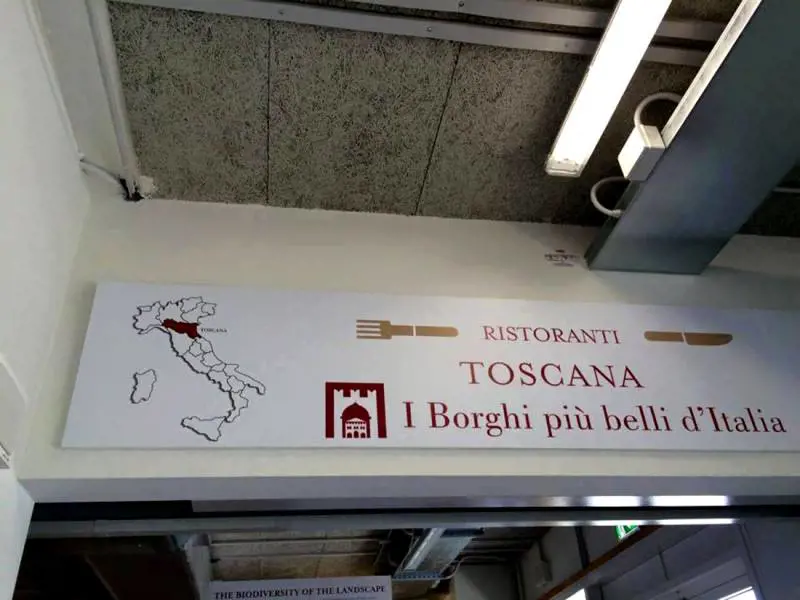 TOSCANA
RISTORANTI
TOSCANA
I Borghi più belli d'Italia
THE BIODIVERSITY OF THE LANDSCAPE